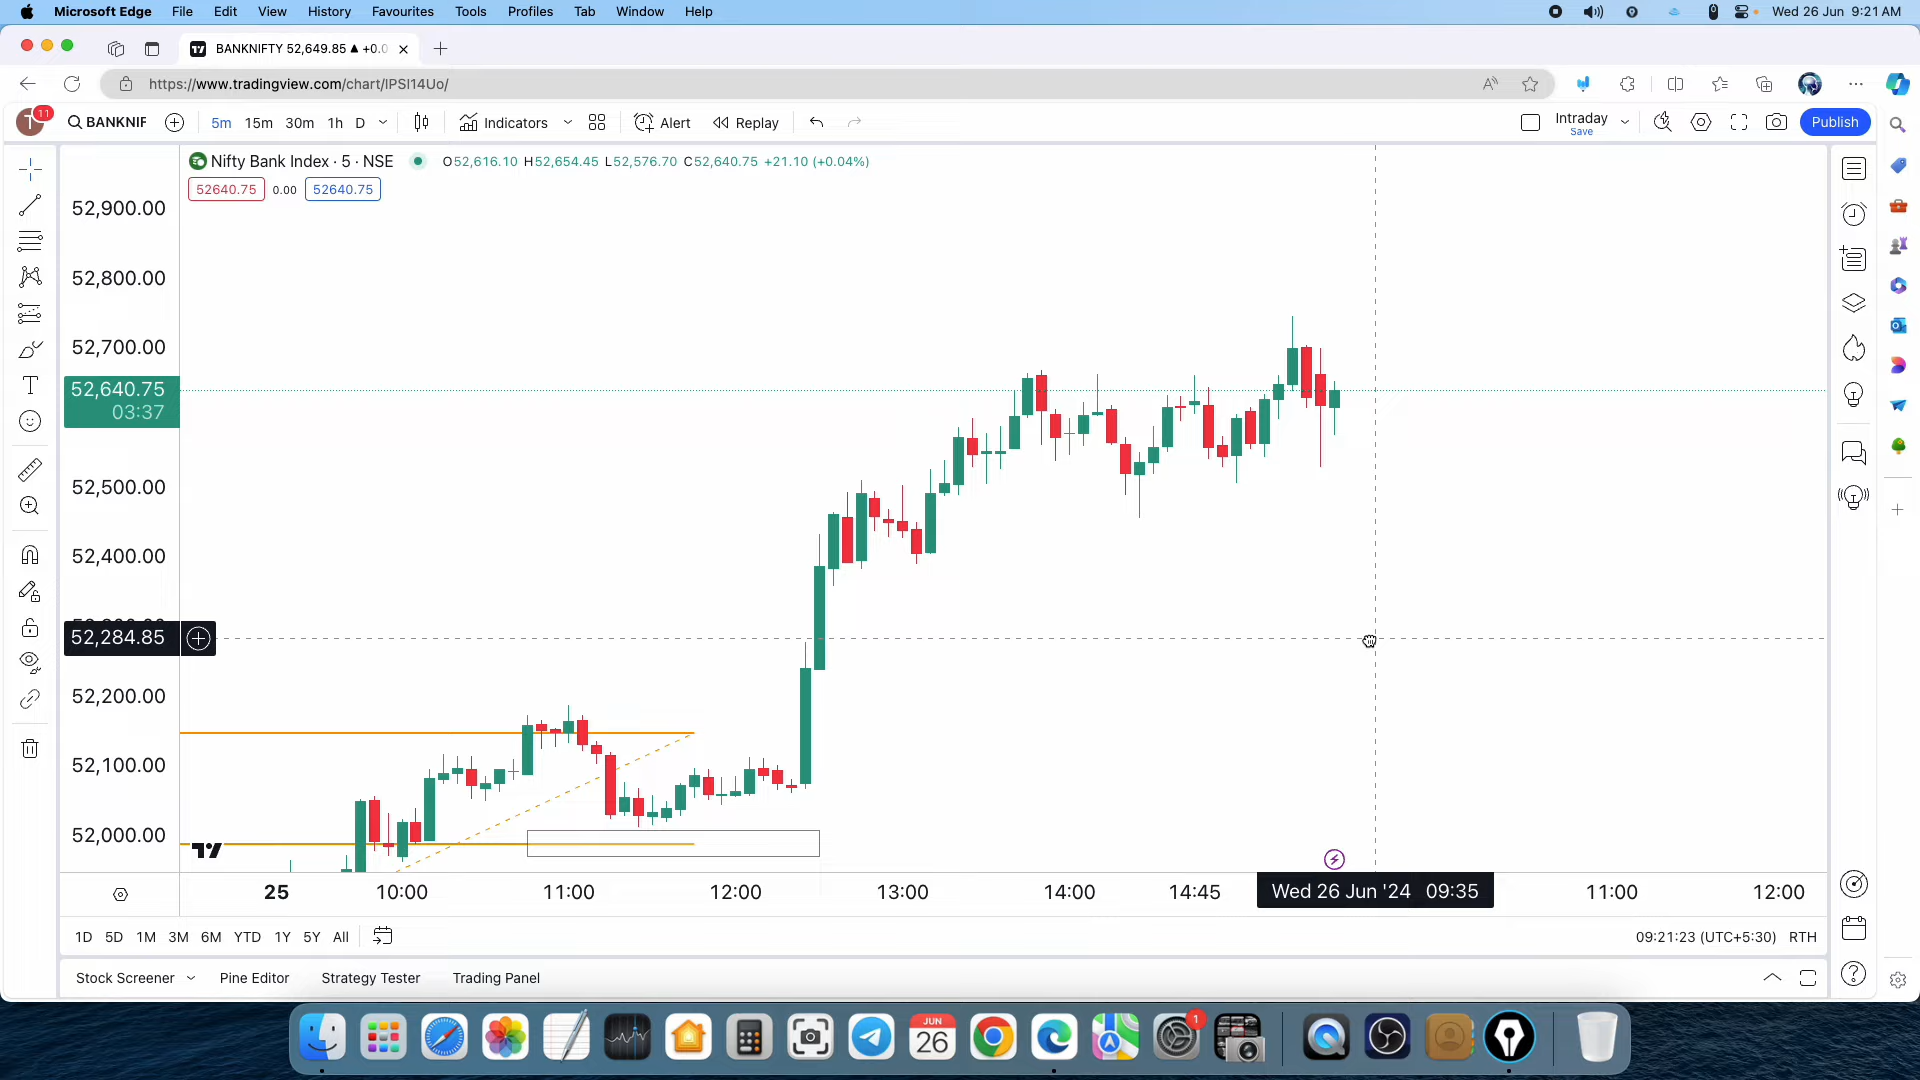 Microsoft Edge File Edit View History Favourites Tools Profiles Tab Window Help Wed 26 Jun 9:21 AM
BANKNIFTY 52,649.85 ▲ +0.0
https://www.tradingview.com/chart/IPSI14Uo/
T 11 BANKNIF 5m 15m 30m 1h D Indicators Alert Replay Intraday Save Publish
Nifty Bank Index · 5 · NSE O52,616.10 H52,654.45 L52,576.70 C52,640.75 +21.10 (+0.04%)
52640.75 0.00 52640.75
52,900.00
52,800.00
52,700.00
52,640.75
03:37
52,500.00
52,400.00
52,284.85
52,200.00
52,100.00
52,000.00
25 10:00 11:00 12:00 13:00 14:00 14:45 Wed 26 Jun '24 09:35 11:00 12:00
1D 5D 1M 3M 6M YTD 1Y 5Y All 09:21:23 (UTC+5:30) RTH
Stock Screener Pine Editor Strategy Tester Trading Panel
JUN
26
1